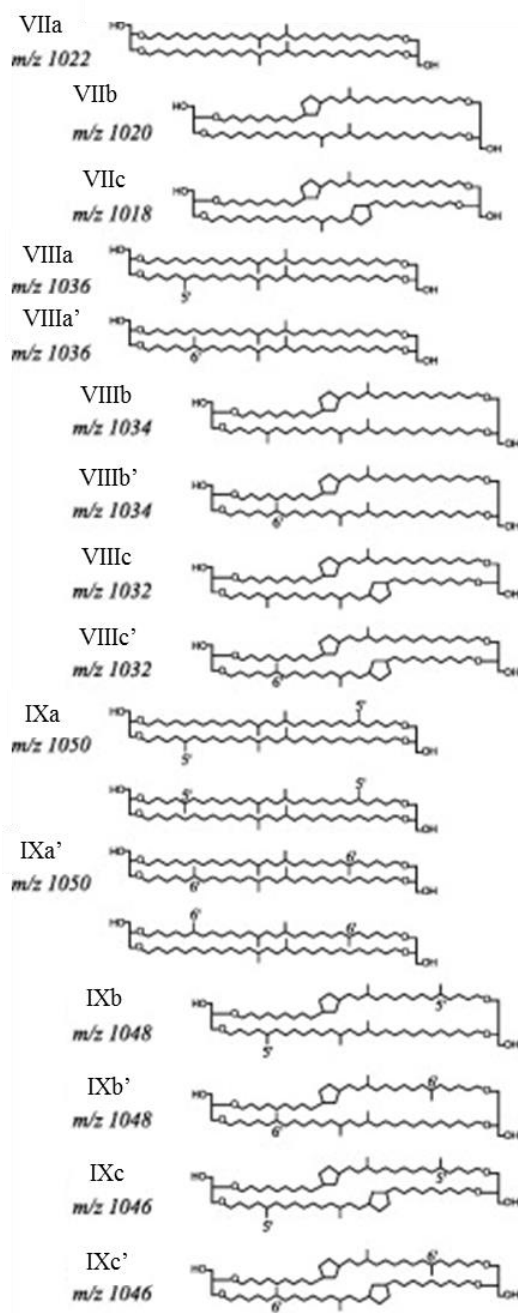 VIIa HO O O
m/z 1022 O O OH
VIIb HO O
m/z 1020 O O O OH
VIIc HO O
m/z 1018 O O O OH
VIIIa HO O O
m/z 1036 O O OH
5'
VIIIa’ HO O O
m/z 1036 O 6' O OH
VIIIb HO O
m/z 1034 O O O OH
VIIIb’ HO O
m/z 1034 O O O OH
6'
VIIIc HO O
m/z 1032 O O O OH
VIIIc’ HO O
m/z 1032 O O O OH
6'
IXa HO O 5' O
m/z 1050 O O OH
5'
HO O 5' 5' O
O O OH
IXa’ HO O 6' O
m/z 1050 O 6' O OH
6'
HO O 6' O
O O OH
IXb HO O
5'
m/z 1048 O O O OH
5'
IXb’ HO 6' O
m/z 1048 O O 6' O OH
IXc HO O
5'
m/z 1046 O O O OH
5'
IXc’ HO 6' O
m/z 1046 O O 6' O OH